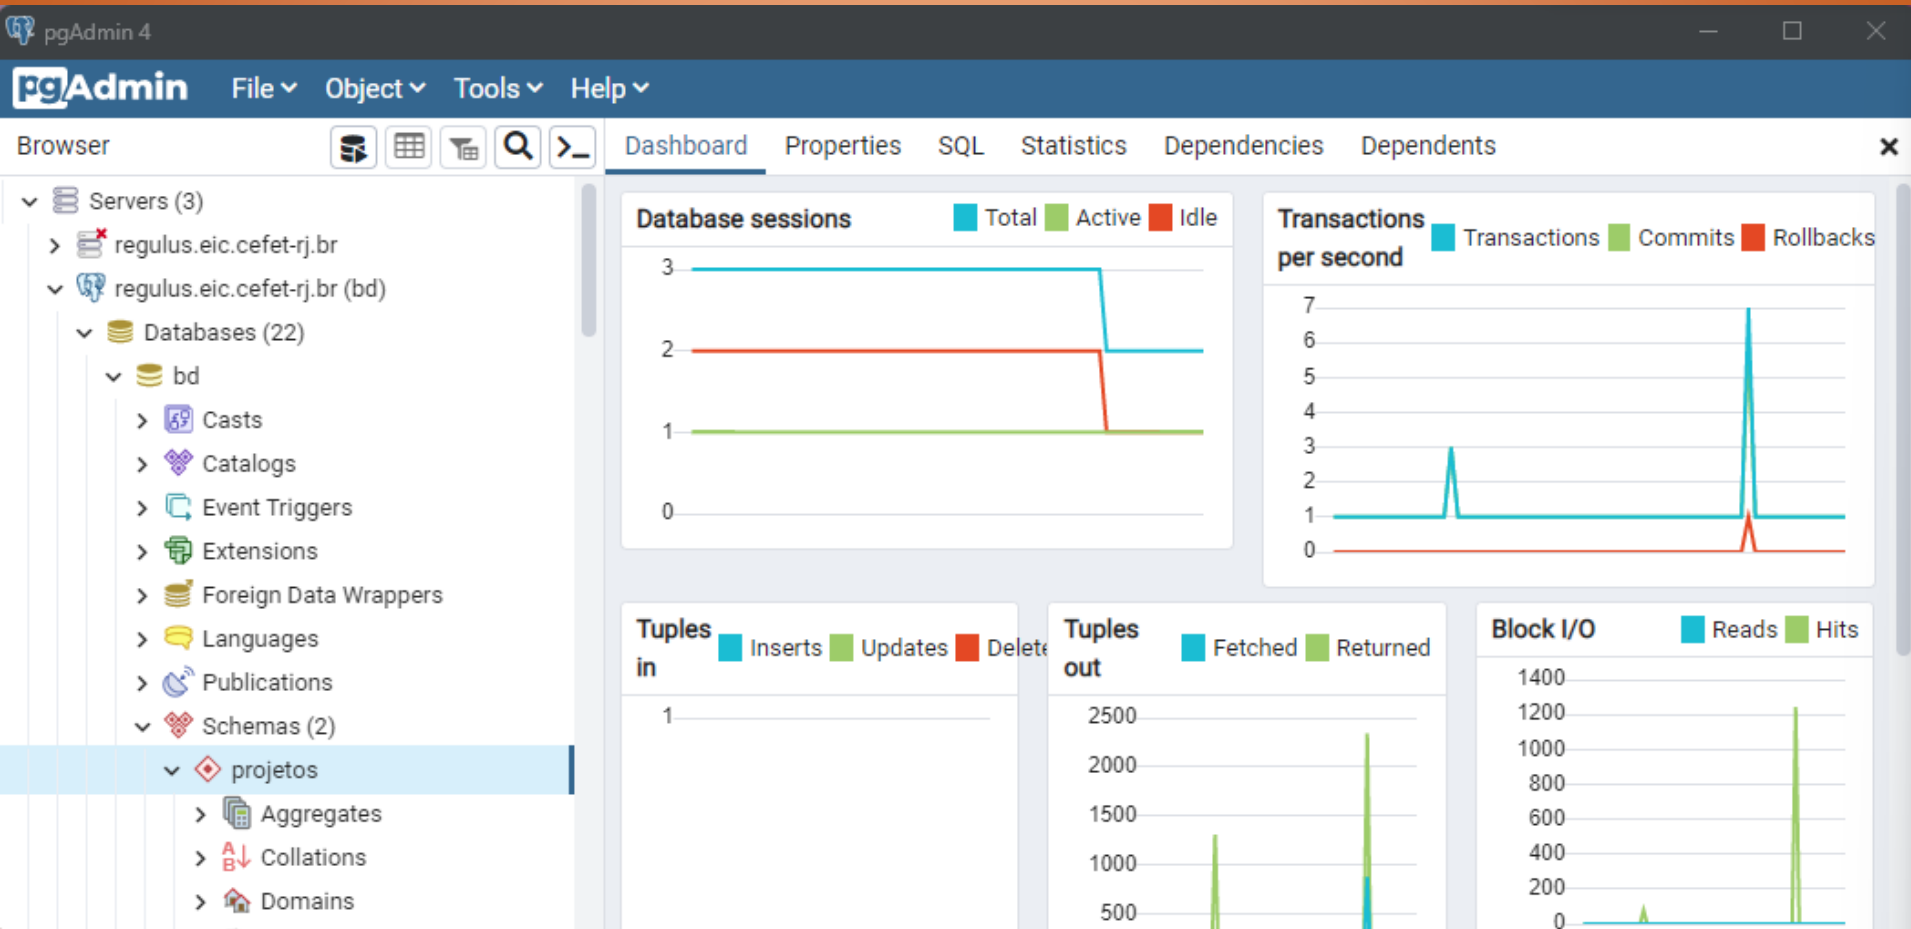 pgAdmin 4
pgAdmin File Object Tools Help
Browser
Dashboard Properties SQL Statistics Dependencies Dependents
Servers (3)
regulus.eic.cefet-rj.br
regulus.eic.cefet-rj.br (bd)
Databases (22)
bd
Casts
Catalogs
Event Triggers
Extensions
Foreign Data Wrappers
Languages
Publications
Schemas (2)
projetos
Aggregates
Collations
Domains
Database sessions
Total Active Idle
3
2
1
0
Transactions
per second
Transactions Commits Rollbacks
7
6
5
4
3
2
1
0
Tuples
in
Inserts Updates Delete
1
Tuples
out
Fetched Returned
2500
2000
1500
1000
500
Block I/O
Reads Hits
1400
1200
1000
800
600
400
200
0